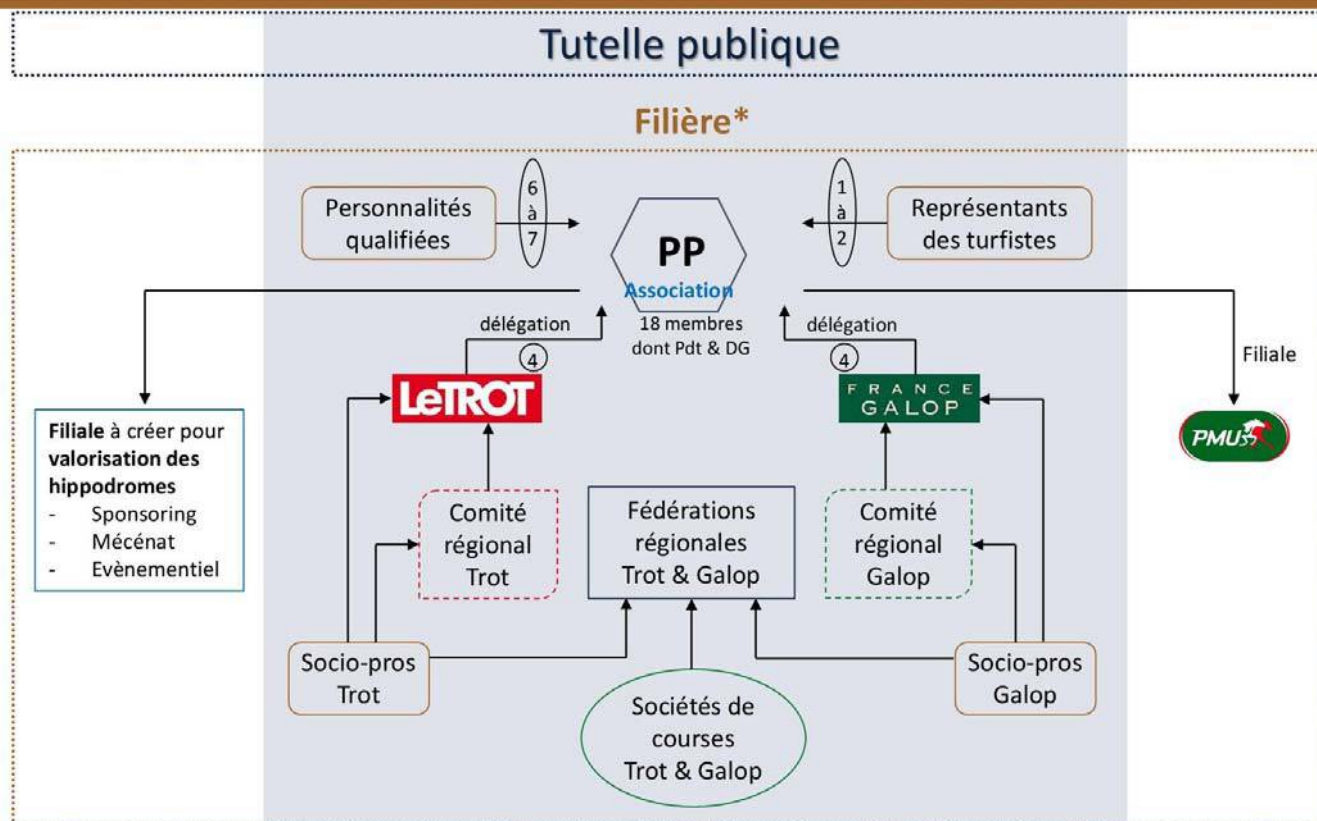 Tutelle publique
Filière*
Personnalités
qualifiées
6
à
7
1
à
2
Représentants
des turfistes
PP
Association
18 membres
dont Pdt & DG
délégation
4
délégation
4
Filiale
LeTROT
FRANCE
GALOP
PMU
Filiale à créer pour
valorisation des
hippodromes
- Sponsoring
- Mécénat
- Evènementiel
Comité
régional
Trot
Fédérations
régionales
Trot & Galop
Comité
régional
Galop
Socio-pros
Trot
Sociétés de
courses
Trot & Galop
Socio-pros
Galop